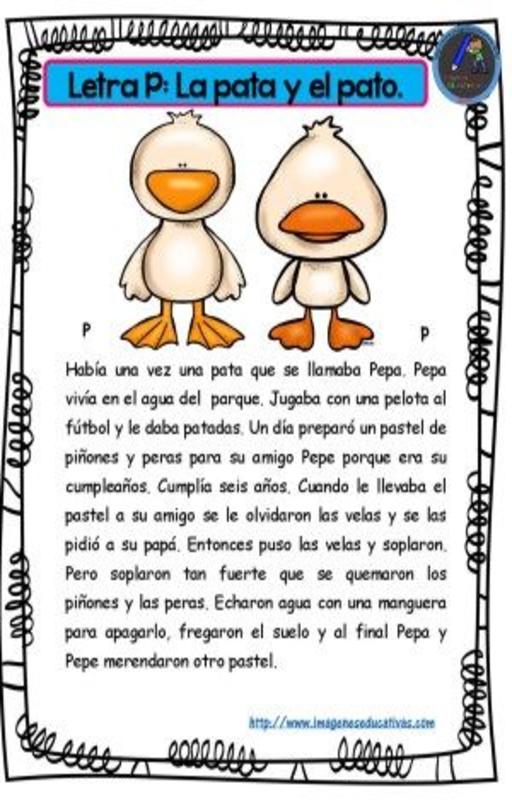 Letra P: La pata y el pato.
P
p
Había una vez una pata que se llamaba Pepa. Pepa
vivía en el agua del parque. Jugaba con una pelota al
fútbol y le daba patadas. Un día preparó un pastel de
piñones y peras para su amigo Pepe porque era su
cumpleaños. Cumplía seis años. Cuando le llevaba el
pastel a su amigo se le olvidaron las velas y se las
pidió a su papá. Entonces puso las velas y soplaron.
Pero soplaron tan fuerte que se quemaron los
piñones y las peras. Echaron agua con una manguera
para apagarlo, fregaron el suelo y al final Pepa y
Pepe merendaron otro pastel.
http://www.imageneseducativas.com